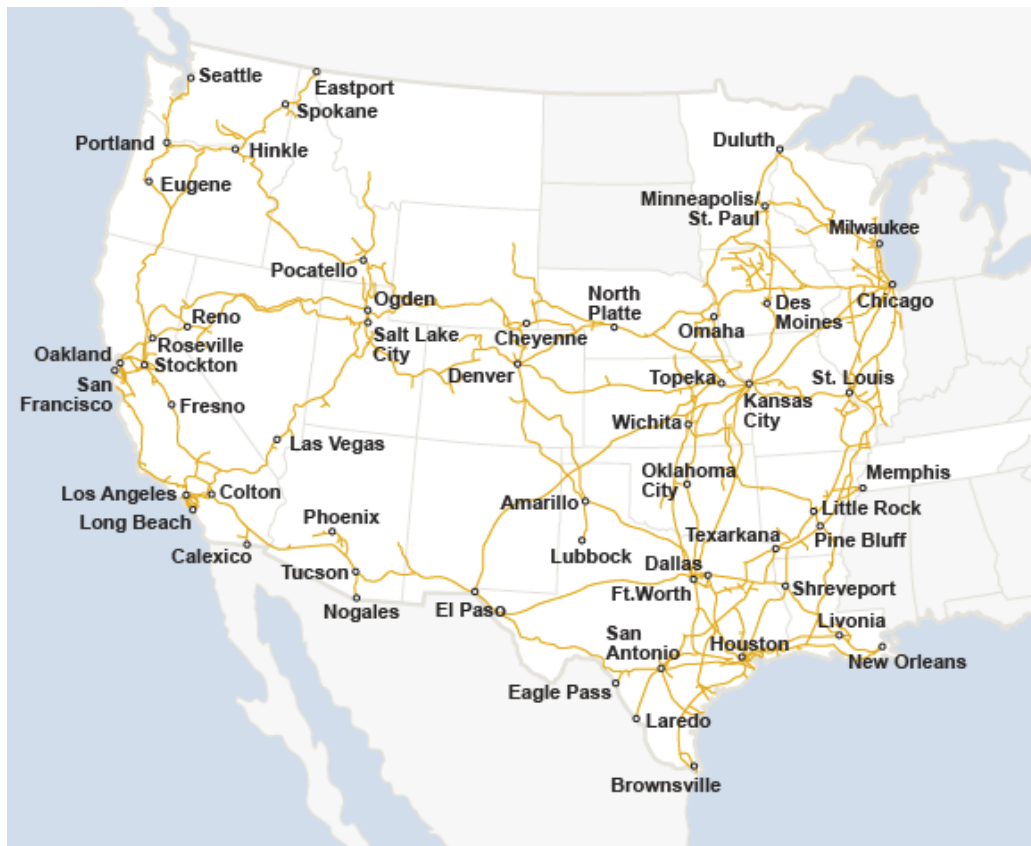 Seattle
Eastport
Spokane
Portland
Hinkle
Duluth
Eugene
Minneapolis/
St. Paul
Milwaukee
Pocatello
Ogden
North
Platte
Des
Moines
Chicago
Reno
Cheyenne
Omaha
Salt Lake
City
Roseville
Oakland
Stockton
Denver
Topeka
St. Louis
San
Francisco
Fresno
Kansas
City
Wichita
Las Vegas
Oklahoma
City
Memphis
Los Angeles
Colton
Amarillo
Little Rock
Long Beach
Phoenix
Texarkana
Pine Bluff
Calexico
Lubbock
Tucson
Dallas
Ft.Worth
Shreveport
Nogales
El Paso
Livonia
San
Antonio
Houston
New Orleans
Eagle Pass
Laredo
Brownsville